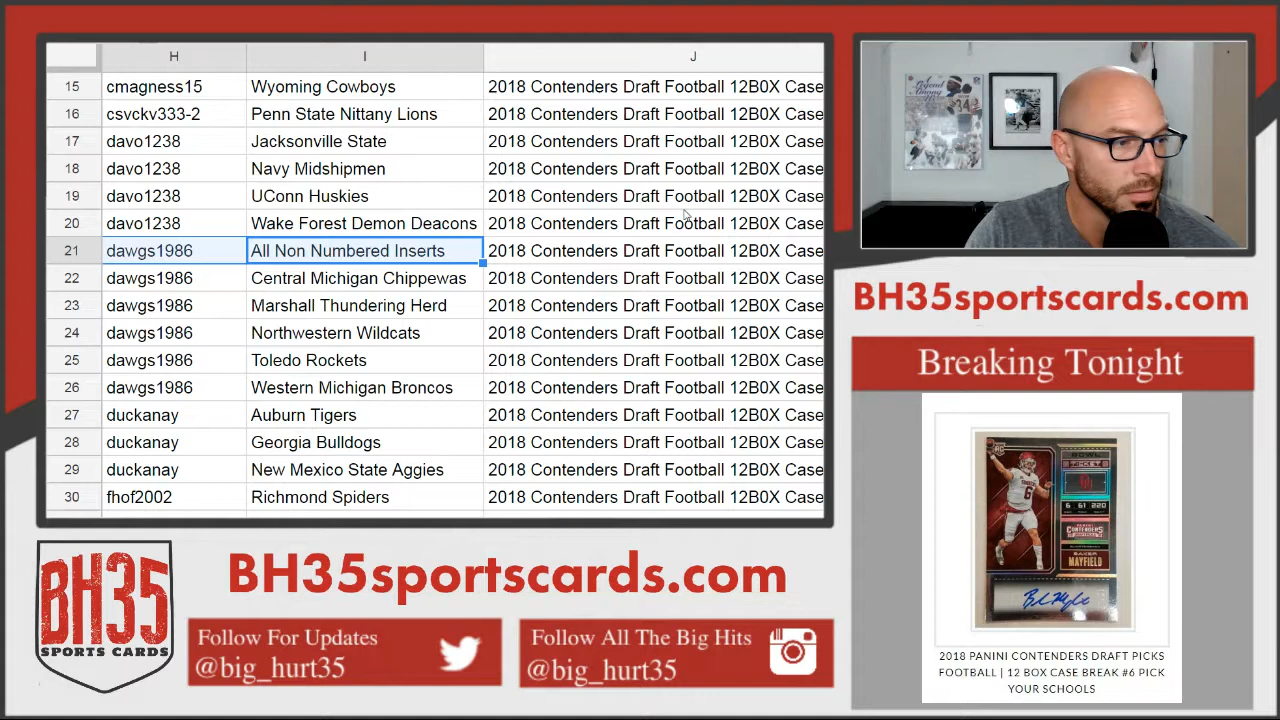 H I J
15 cmagness15 Wyoming Cowboys 2018 Contenders Draft Football 12B0X Case
16 csvckv333-2 Penn State Nittany Lions 2018 Contenders Draft Football 12B0X Case
17 davo1238 Jacksonville State 2018 Contenders Draft Football 12B0X Case
18 davo1238 Navy Midshipmen 2018 Contenders Draft Football 12B0X Case
19 davo1238 UConn Huskies 2018 Contenders Draft Football 12B0X Case
20 davo1238 Wake Forest Demon Deacons 2018 Contenders Draft Football 12B0X Case
21 dawgs1986 All Non Numbered Inserts 2018 Contenders Draft Football 12B0X Case
22 dawgs1986 Central Michigan Chippewas 2018 Contenders Draft Football 12B0X Case
23 dawgs1986 Marshall Thundering Herd 2018 Contenders Draft Football 12B0X Case
24 dawgs1986 Northwestern Wildcats 2018 Contenders Draft Football 12B0X Case
25 dawgs1986 Toledo Rockets 2018 Contenders Draft Football 12B0X Case
26 dawgs1986 Western Michigan Broncos 2018 Contenders Draft Football 12B0X Case
27 duckanay Auburn Tigers 2018 Contenders Draft Football 12B0X Case
28 duckanay Georgia Bulldogs 2018 Contenders Draft Football 12B0X Case
29 duckanay New Mexico State Aggies 2018 Contenders Draft Football 12B0X Case
30 fhof2002 Richmond Spiders 2018 Contenders Draft Football 12B0X Case
34
BH35sportscards.com
Breaking Tonight
BOWL
TICKET
6 61 220
CONTENDERS
BAKER
MAYFIELD
6
2018 PANINI CONTENDERS DRAFT PICKS
FOOTBALL | 12 BOX CASE BREAK #6 PICK
YOUR SCHOOLS
BH35
SPORTS CARDS
BH35sportscards.com
Follow For Updates
@big_hurt35
Follow All The Big Hits
@big_hurt35